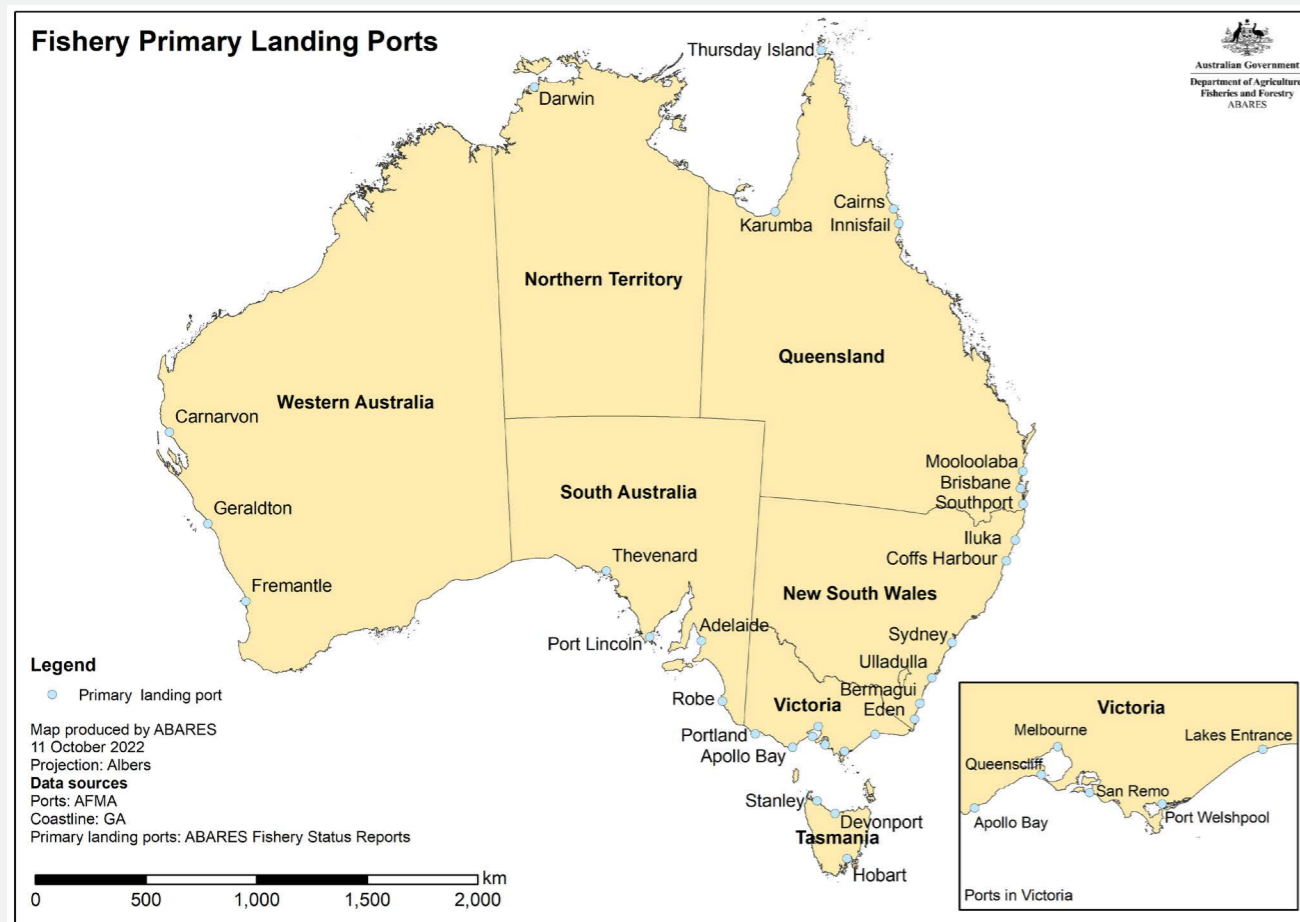 Fishery Primary Landing Ports
Australian Government
Department of Agriculture
Fisheries and Forestry
ABARES
Thursday Island
Darwin
Karumba
Cairns
Innisfail
Northern Territory
Queensland
Western Australia
Carnarvon
Mooloolaba
Brisbane
Southport
South Australia
Geraldton
Iluka
Coffs Harbour
Thevenard
Fremantle
New South Wales
Adelaide
Port Lincoln
Sydney
Ulladulla
Bermagui
Eden
Robe
Victoria
Portland
Apollo Bay
Stanley
Devonport
Tasmania
Hobart
Legend
Primary landing port
Map produced by ABARES
11 October 2022
Projection: Albers
Data sources
Ports: AFMA
Coastline: GA
Primary landing ports: ABARES Fishery Status Reports
km
0 500 1,000 1,500 2,000
Victoria
Melbourne
Lakes Entrance
Queenscliff
San Remo
Apollo Bay
Port Welshpool
Ports in Victoria